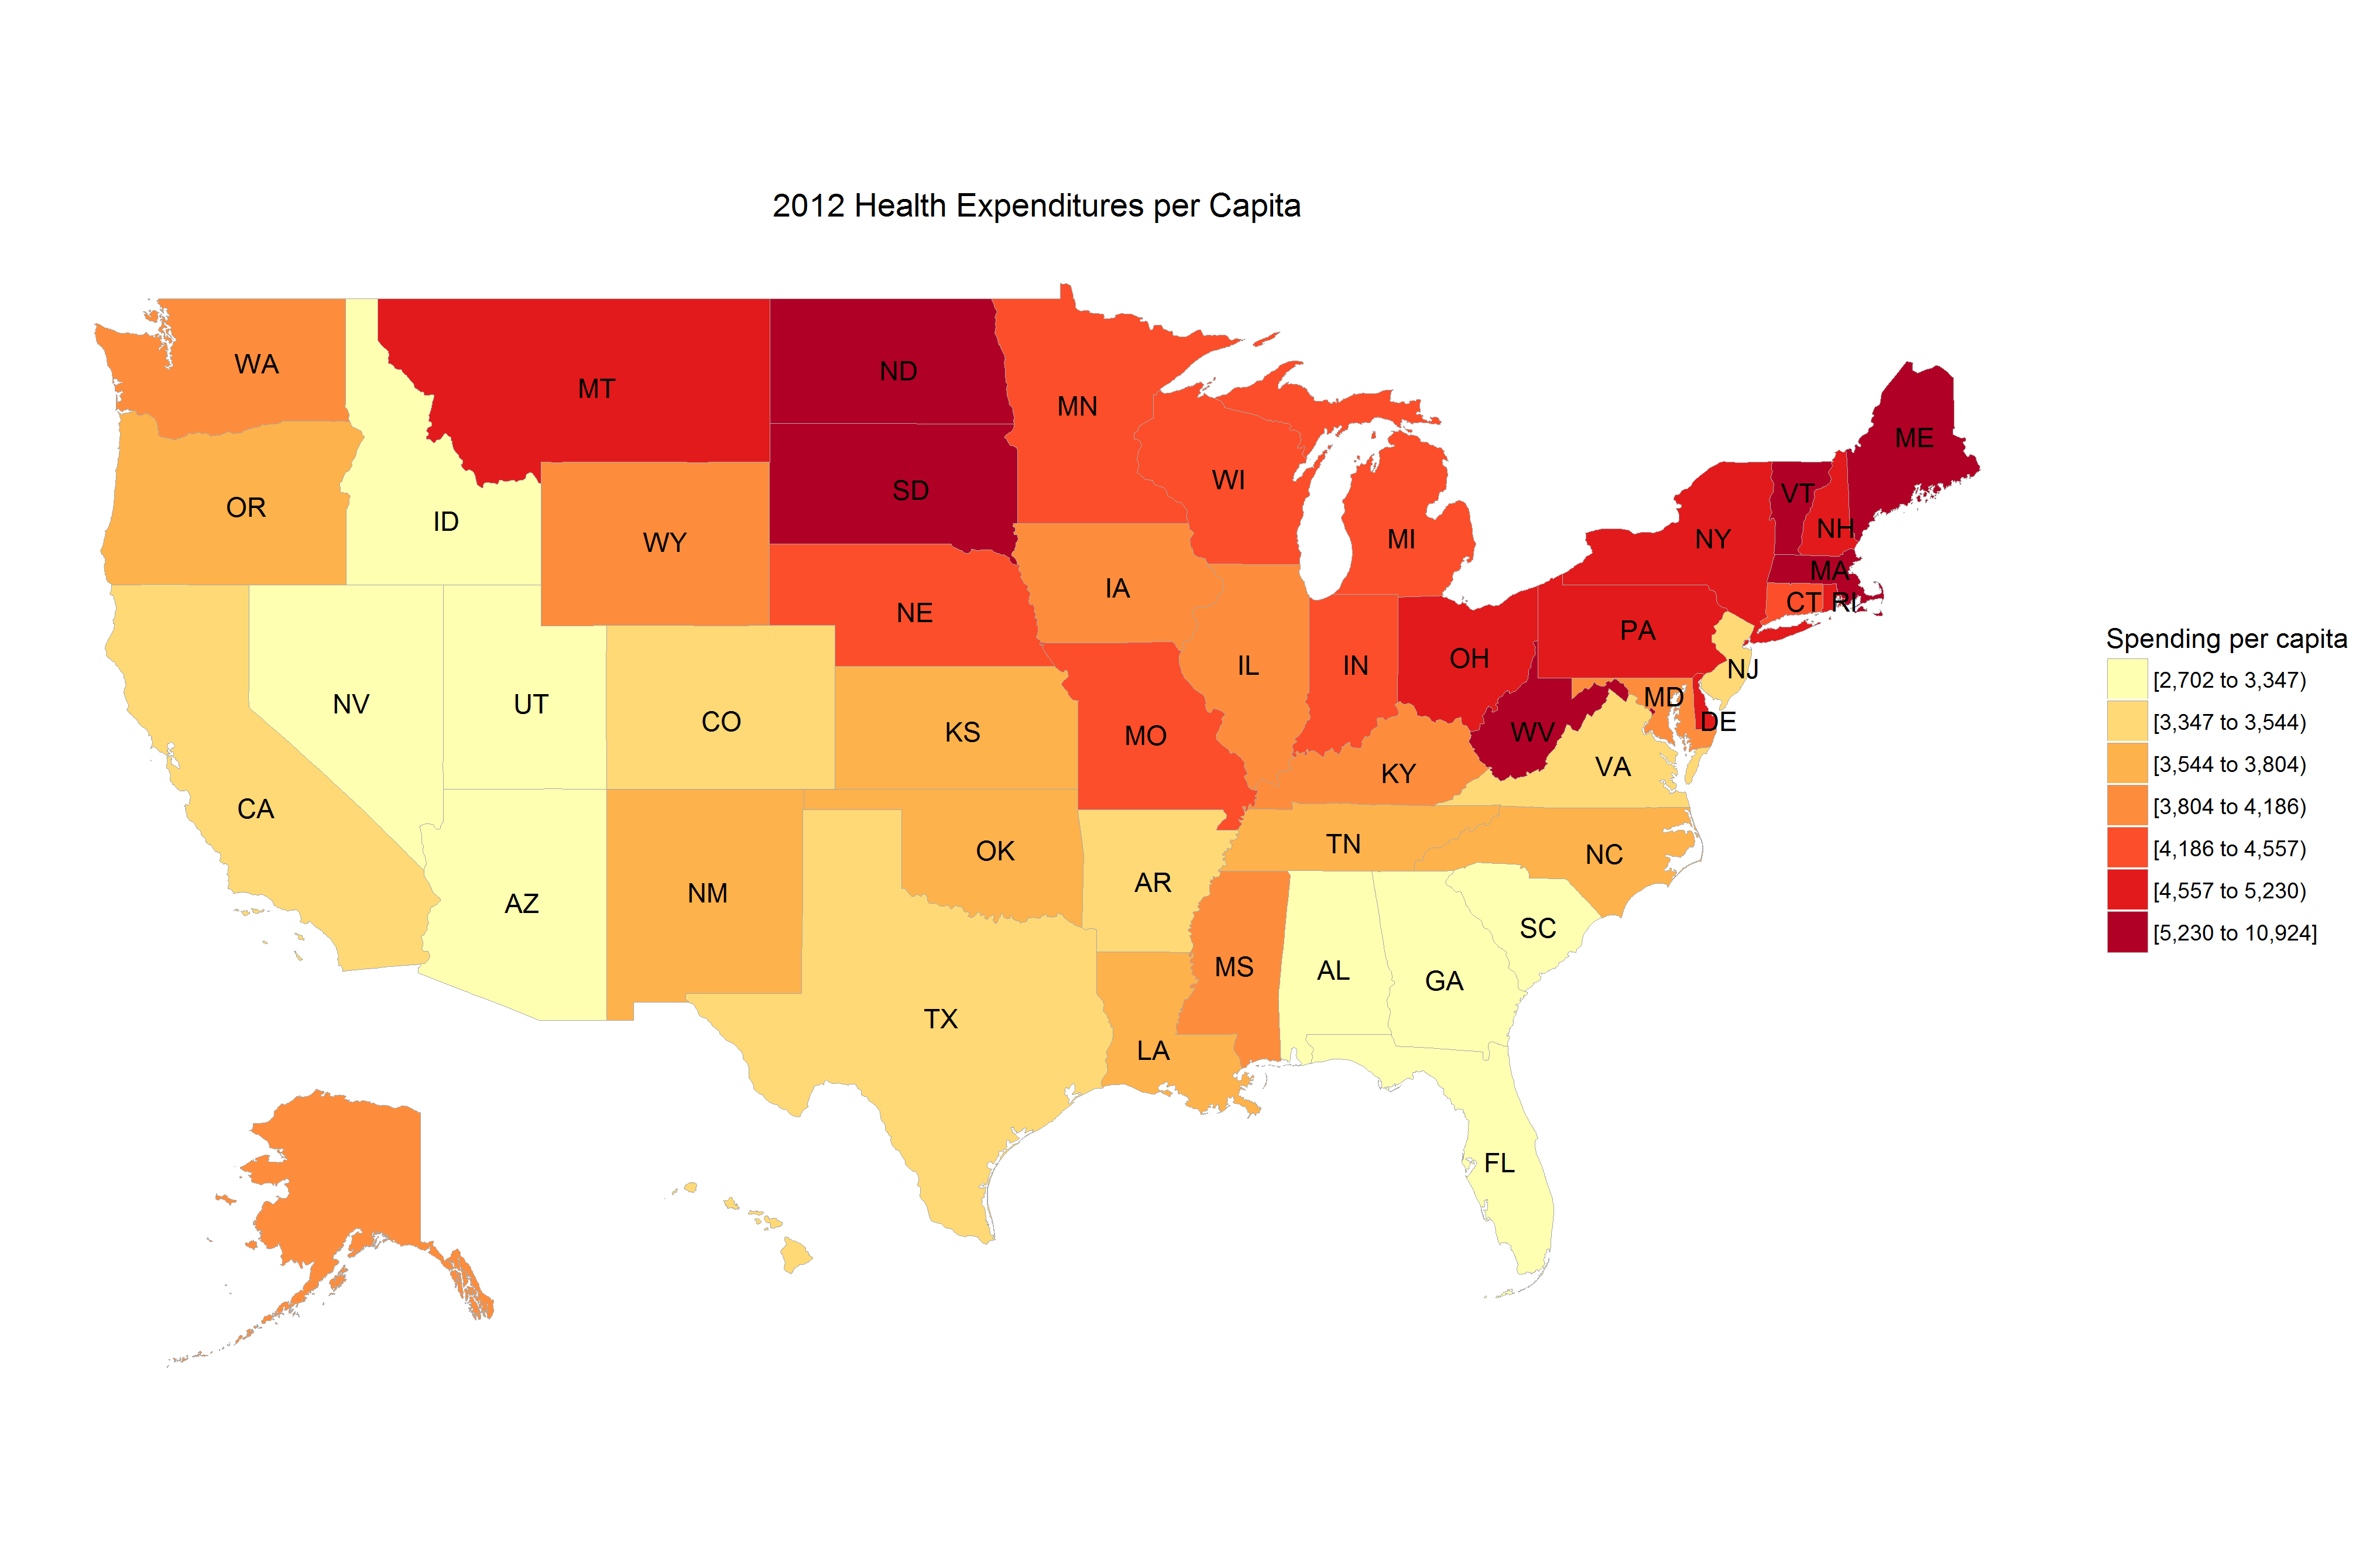 2012 Health Expenditures per Capita
WA
MT
ND
MN
ME
OR
ID
SD
WI
VT
NH
WY
MI
NY
MA
IA
NE
CT
RI
PA
IL
IN
OH
NJ
NV
UT
CO
KS
MO
WV
MD
DE
KY
VA
CA
AZ
NM
OK
AR
TN
NC
SC
MS
AL
GA
TX
LA
FL
Spending per capita
[2,702 to 3,347)
[3,347 to 3,544)
[3,544 to 3,804)
[3,804 to 4,186)
[4,186 to 4,557)
[4,557 to 5,230)
[5,230 to 10,924]